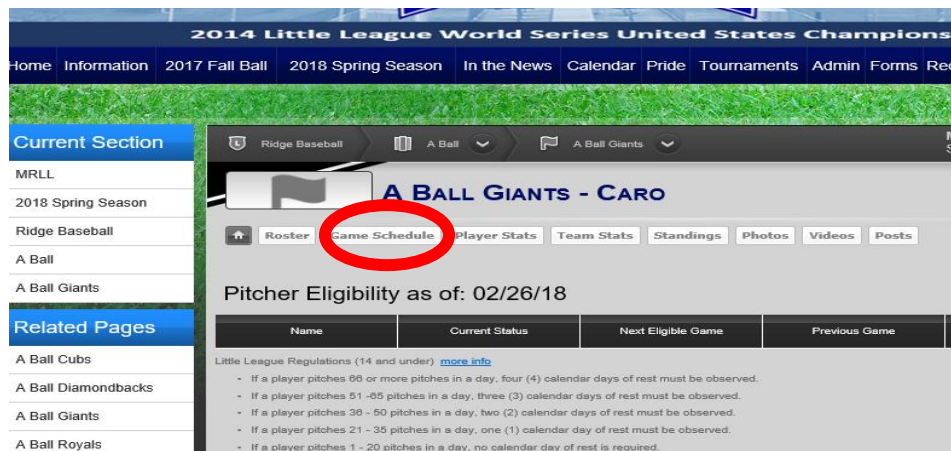 2014 Little League World Series United States Champions
Home Information 2017 Fall Ball 2018 Spring Season In the News Calendar Pride Tournaments Admin Forms
Current Section
MRLL
2018 Spring Season
Ridge Baseball
A Ball
A Ball Giants
Related Pages
A Ball Cubs
A Ball Diamondbacks
A Ball Giants
A Ball Royals
Ridge Baseball A Ball A Ball Giants
A Ball Giants - Caro
Roster Game Schedule Player Stats Team Stats Standings Photos Videos Posts
Pitcher Eligibility as of: 02/26/18
Name Current Status Next Eligible Game Previous Game
Little League Regulations (14 and under) more info
- If a player pitches 66 or more pitches in a day, four (4) calendar days of rest must be observed.
- If a player pitches 51 -65 pitches in a day, three (3) calendar days of rest must be observed.
- If a player pitches 36 - 50 pitches in a day, two (2) calendar days of rest must be observed.
- If a player pitches 21 - 35 pitches in a day, one (1) calendar day of rest must be observed.
- If a player pitches 1 - 20 pitches in a day, no calendar day of rest is required.